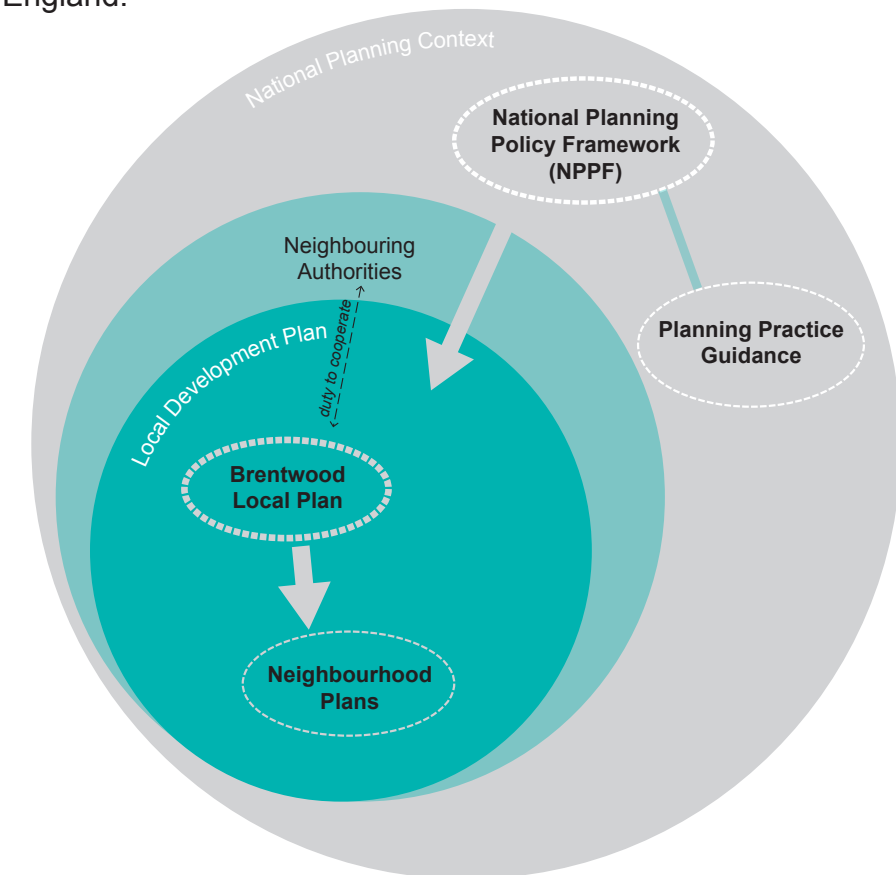 England.
National Planning Context
National Planning
Policy Framework
(NPPF)
Neighbouring
Authorities
duty to cooperate
Planning Practice
Guidance
Local Development Plan
Brentwood
Local Plan
Neighbourhood
Plans